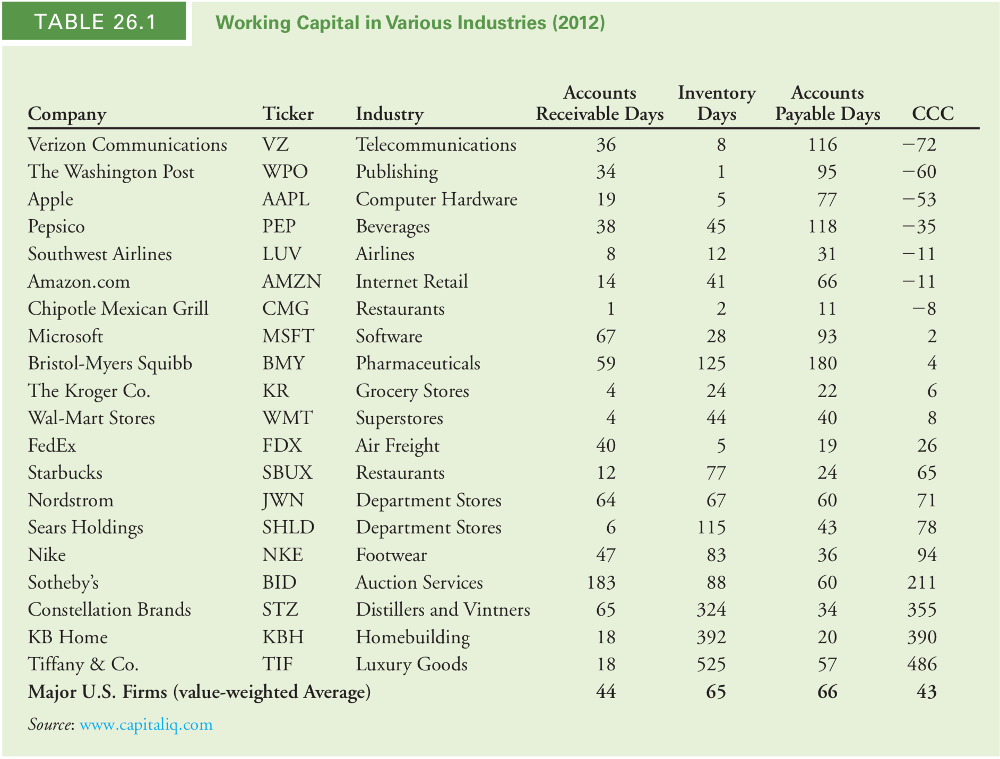 TABLE 26.1 Working Capital in Various Industries (2012)
Accounts Inventory Accounts
Company Ticker Industry Receivable Days Days Payable Days CCC
Verizon Communications VZ Telecommunications 36 8 116 −72
The Washington Post WPO Publishing 34 1 95 −60
Apple AAPL Computer Hardware 19 5 77 −53
Pepsico PEP Beverages 38 45 118 −35
Southwest Airlines LUV Airlines 8 12 31 −11
Amazon.com AMZN Internet Retail 14 41 66 −11
Chipotle Mexican Grill CMG Restaurants 1 2 11 −8
Microsoft MSFT Software 67 28 93 2
Bristol-Myers Squibb BMY Pharmaceuticals 59 125 180 4
The Kroger Co. KR Grocery Stores 4 24 22 6
Wal-Mart Stores WMT Superstores 4 44 40 8
FedEx FDX Air Freight 40 5 19 26
Starbucks SBUX Restaurants 12 77 24 65
Nordstrom JWN Department Stores 64 67 60 71
Sears Holdings SHLD Department Stores 6 115 43 78
Nike NKE Footwear 47 83 36 94
Sotheby’s BID Auction Services 183 88 60 211
Constellation Brands STZ Distillers and Vintners 65 324 34 355
KB Home KBH Homebuilding 18 392 20 390
Tiffany & Co. TIF Luxury Goods 18 525 57 486
Major U.S. Firms (value-weighted Average) 44 65 66 43
Source: www.capitaliq.com